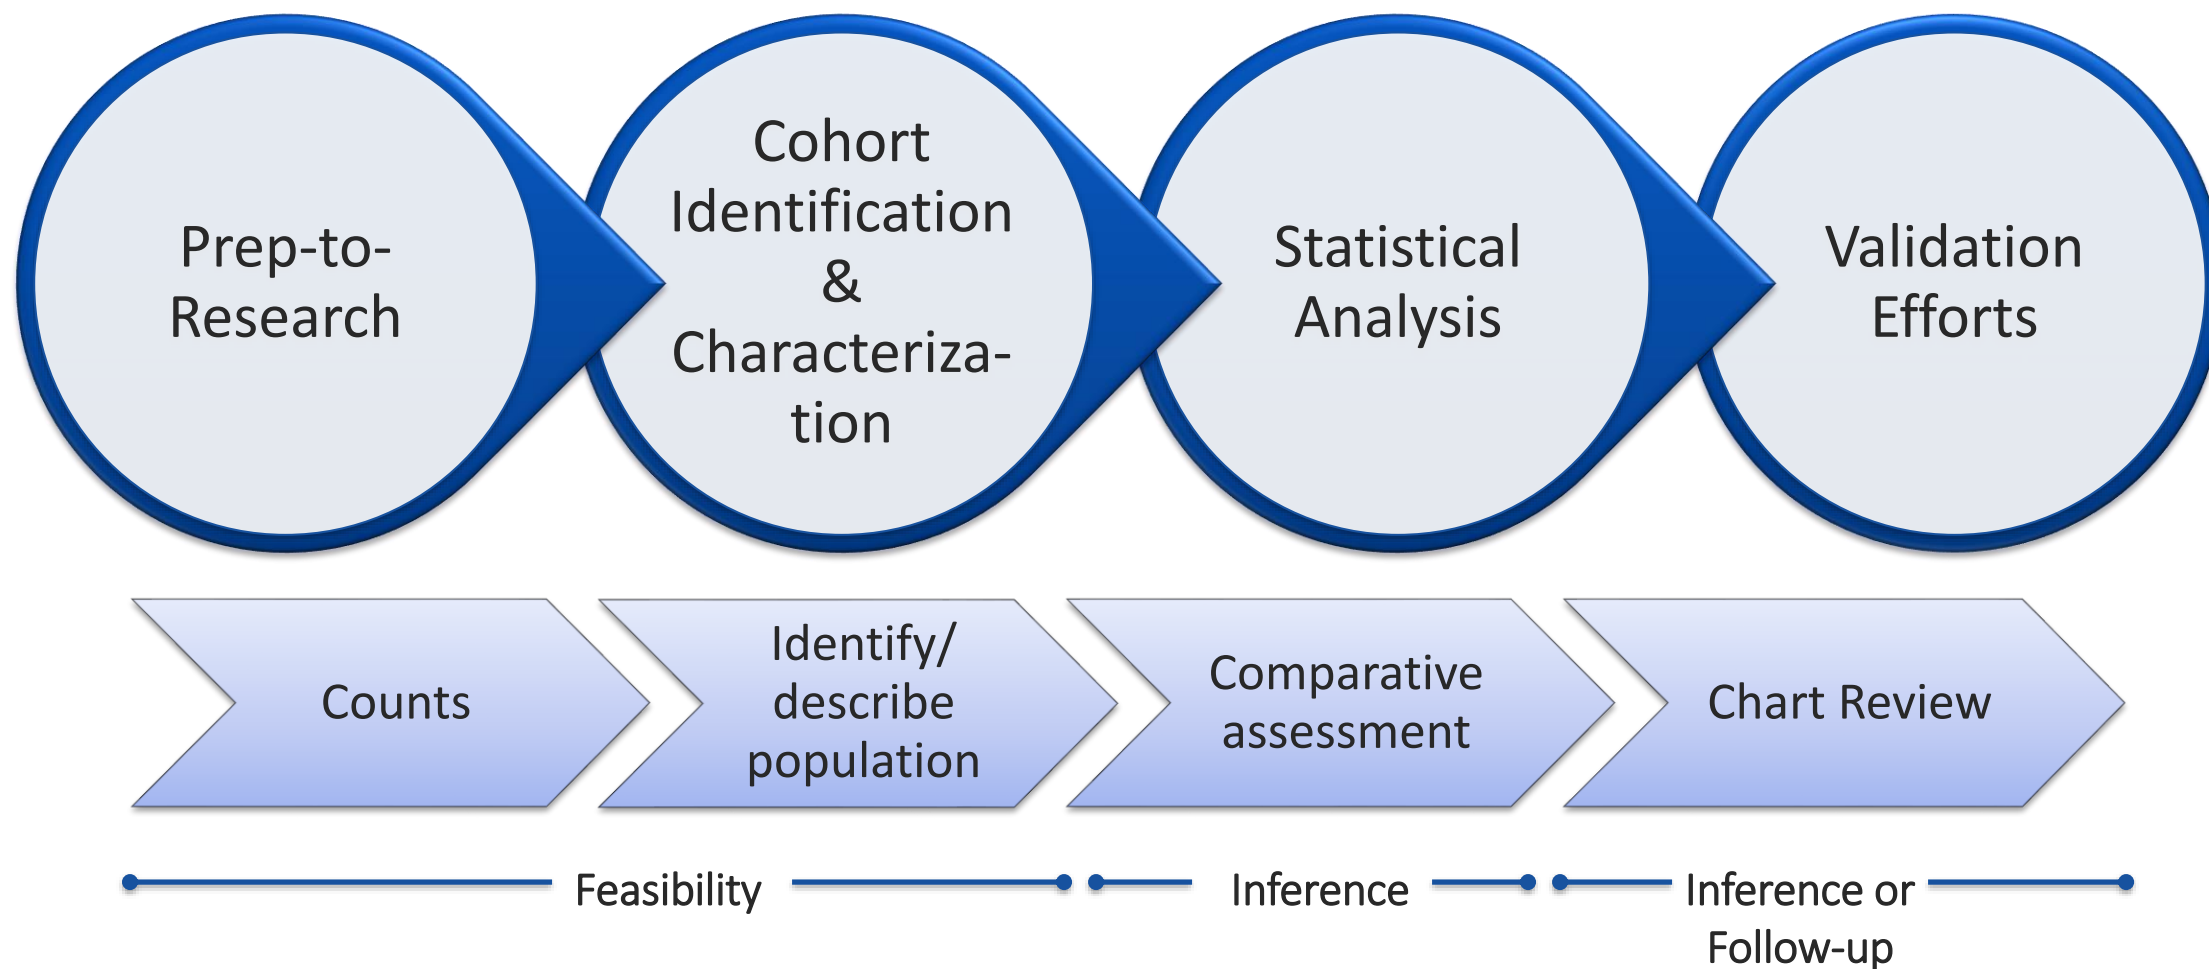 Prep-to-
Research
Cohort
Identification
&
Characteriza-
tion
Statistical
Analysis
Validation
Efforts
Counts
Identify/
describe
population
Comparative
assessment
Chart Review
Feasibility
Inference
Inference or
Follow-up